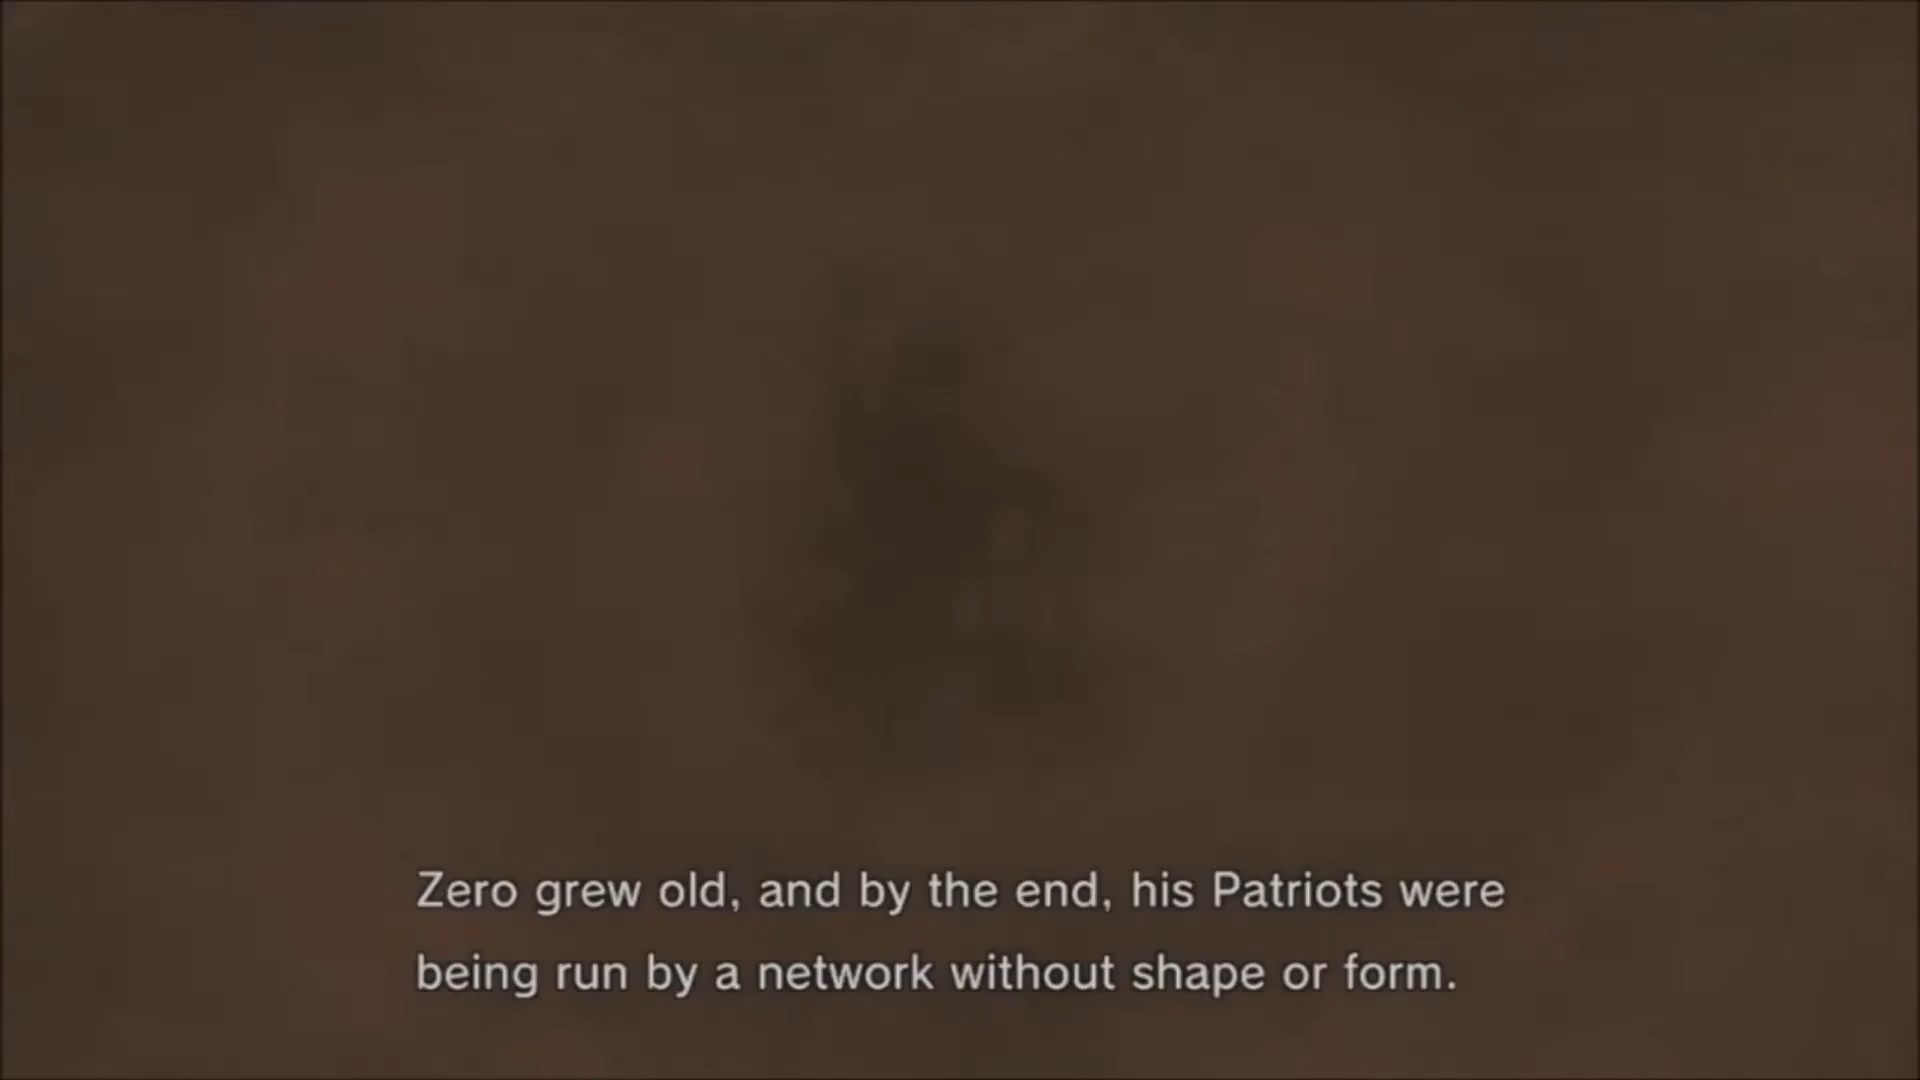 Zero grew old, and by the end, his Patriots were
being run by a network without shape or form.